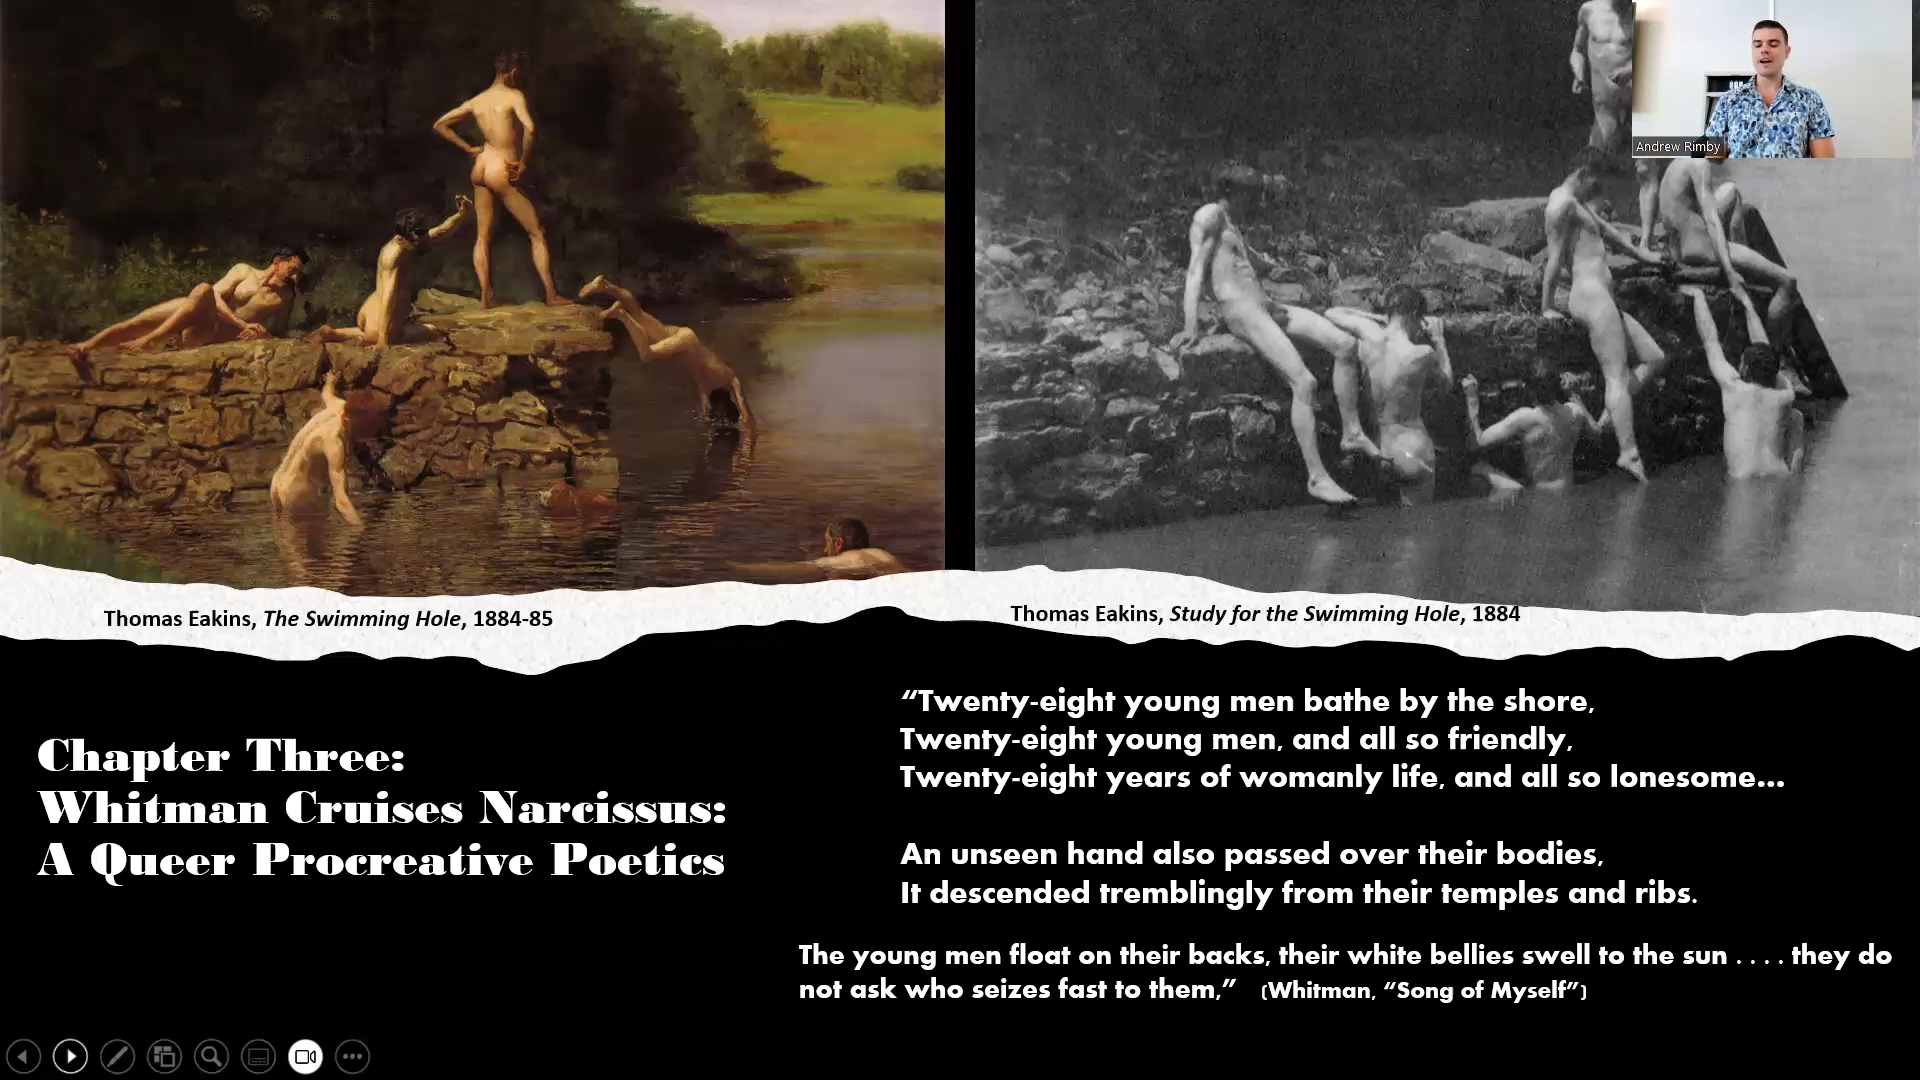 Andrew Rimby
Thomas Eakins, The Swimming Hole, 1884-85
Thomas Eakins, Study for the Swimming Hole, 1884
Chapter Three:
Whitman Cruises Narcissus:
A Queer Procreative Poetics
“Twenty-eight young men bathe by the shore,
Twenty-eight young men, and all so friendly,
Twenty-eight years of womanly life, and all so lonesome...
An unseen hand also passed over their bodies,
It descended tremblingly from their temples and ribs.
The young men float on their backs, their white bellies swell to the sun . . . . they do
not ask who seizes fast to them,” (Whitman, “Song of Myself”)